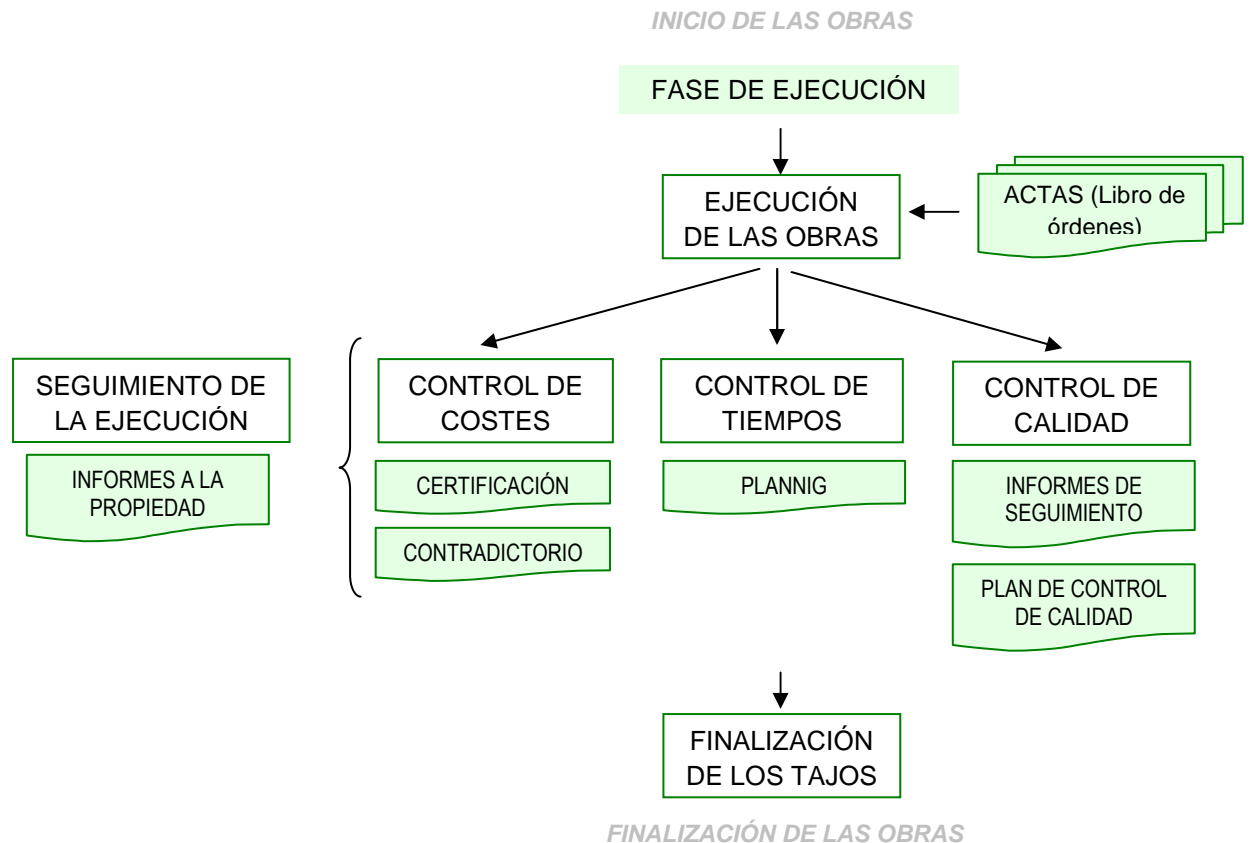 INICIO DE LAS OBRAS
FASE DE EJECUCIÓN
EJECUCIÓN
DE LAS OBRAS
ACTAS (Libro de
órdenes)
SEGUIMIENTO DE
LA EJECUCIÓN
INFORMES A LA
PROPIEDAD
CONTROL DE
COSTES
CERTIFICACIÓN
CONTRADICTORIO
CONTROL DE
TIEMPOS
PLANNIG
CONTROL DE
CALIDAD
INFORMES DE
SEGUIMIENTO
PLAN DE CONTROL
DE CALIDAD
FINALIZACIÓN
DE LOS TAJOS
FINALIZACIÓN DE LAS OBRAS